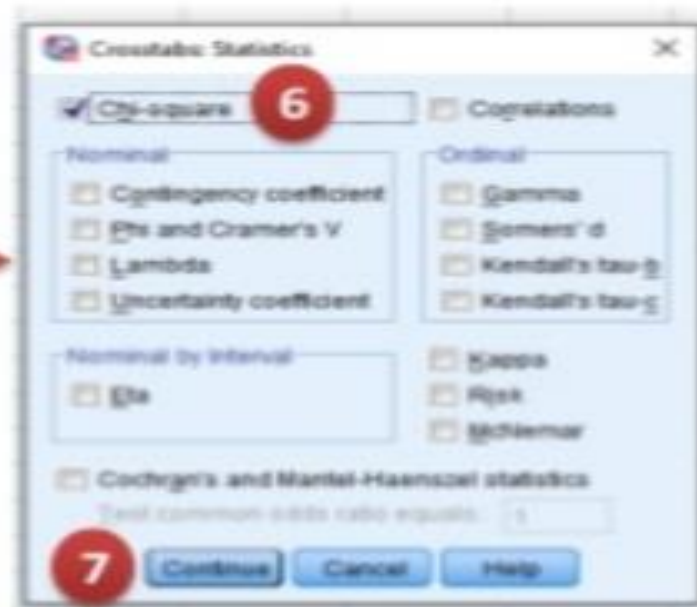 Crosstabs: Statistics
Chi-square 6 Correlations
Nominal
Contingency coefficient
Phi and Cramer's V
Lambda
Uncertainty coefficient
Ordinal
Gamma
Somers' d
Kendall's tau-b
Kendall's tau-c
Nominal by Interval
Eta
Kappa
Risk
McNemar
Cochran's and Mantel-Haenszel statistics
Test common odds ratio equals: 1
7 Continue Cancel Help